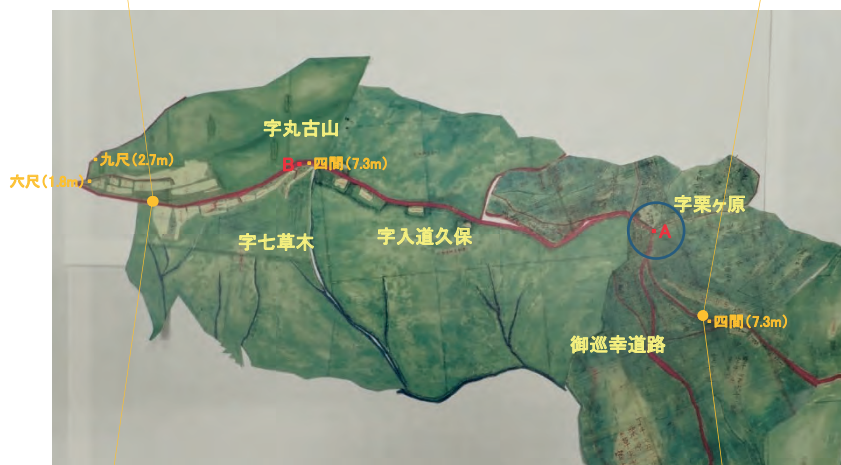 字丸古山
九尺(2.7m)
B
四間(7.3m)
六尺(1.8m)
字栗ヶ原
字七草木
字入道久保
A
四間(7.3m)
御巡幸道路